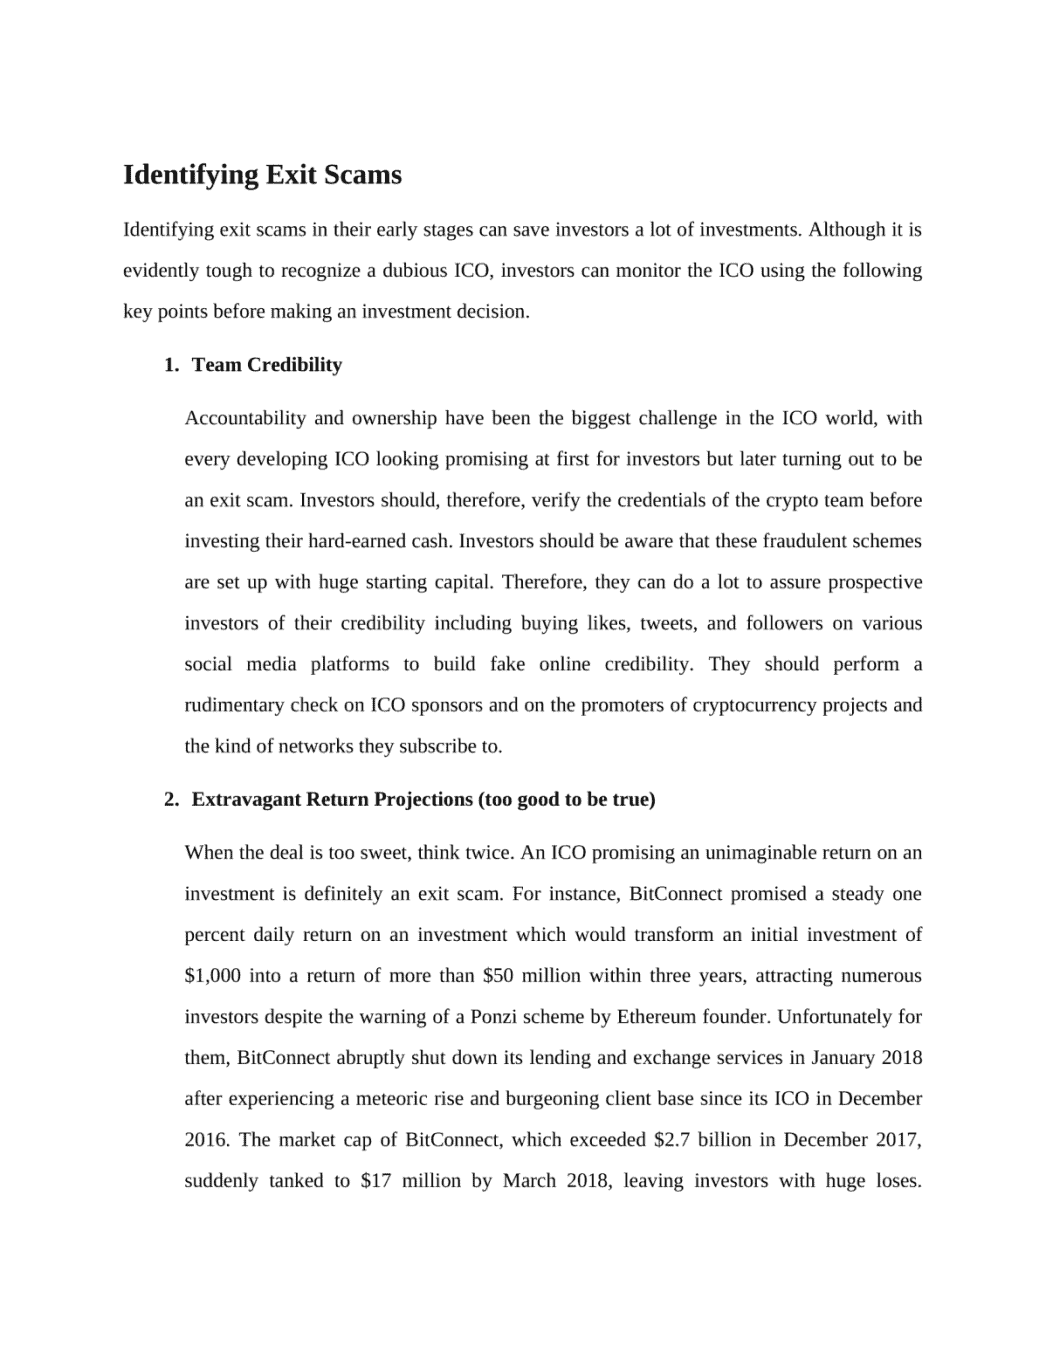 Identifying Exit Scams
Identifying exit scams in their early stages can save investors a lot of investments. Although it is
evidently tough to recognize a dubious ICO, investors can monitor the ICO using the following
key points before making an investment decision.
1. Team Credibility
Accountability and ownership have been the biggest challenge in the ICO world, with
every developing ICO looking promising at first for investors but later turning out to be
an exit scam. Investors should, therefore, verify the credentials of the crypto team before
investing their hard-earned cash. Investors should be aware that these fraudulent schemes
are set up with huge starting capital. Therefore, they can do a lot to assure prospective
investors of their credibility including buying likes, tweets, and followers on various
social media platforms to build fake online credibility. They should perform a
rudimentary check on ICO sponsors and on the promoters of cryptocurrency projects and
the kind of networks they subscribe to.
2. Extravagant Return Projections (too good to be true)
When the deal is too sweet, think twice. An ICO promising an unimaginable return on an
investment is definitely an exit scam. For instance, BitConnect promised a steady one
percent daily return on an investment which would transform an initial investment of
$1,000 into a return of more than $50 million within three years, attracting numerous
investors despite the warning of a Ponzi scheme by Ethereum founder. Unfortunately for
them, BitConnect abruptly shut down its lending and exchange services in January 2018
after experiencing a meteoric rise and burgeoning client base since its ICO in December
2016. The market cap of BitConnect, which exceeded $2.7 billion in December 2017,
suddenly tanked to $17 million by March 2018, leaving investors with huge loses.